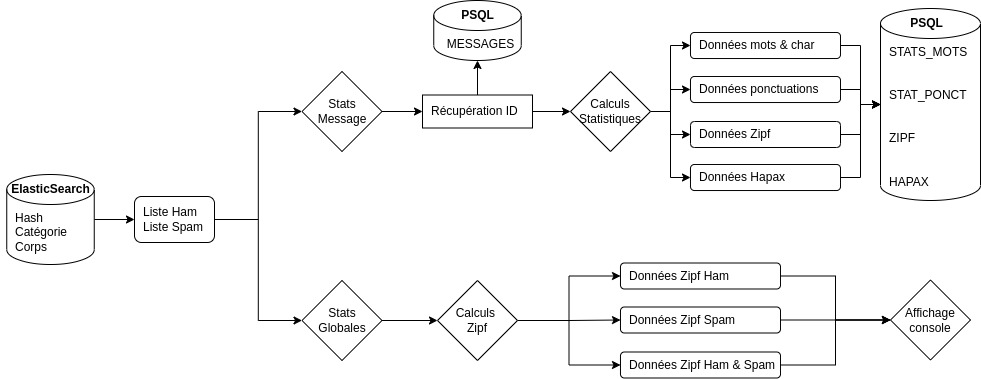 PSQL
MESSAGES
Stats
Message
Récupération ID
Calculs
Statistiques
Données mots & char
Données ponctuations
Données Zipf
Données Hapax
PSQL
STATS_MOTS
STAT_PONCT
ZIPF
HAPAX
ElasticSearch
Hash
Catégorie
Corps
Liste Ham
Liste Spam
Stats
Globales
Calculs
Zipf
Données Zipf Ham
Données Zipf Spam
Données Zipf Ham & Spam
Affichage
console